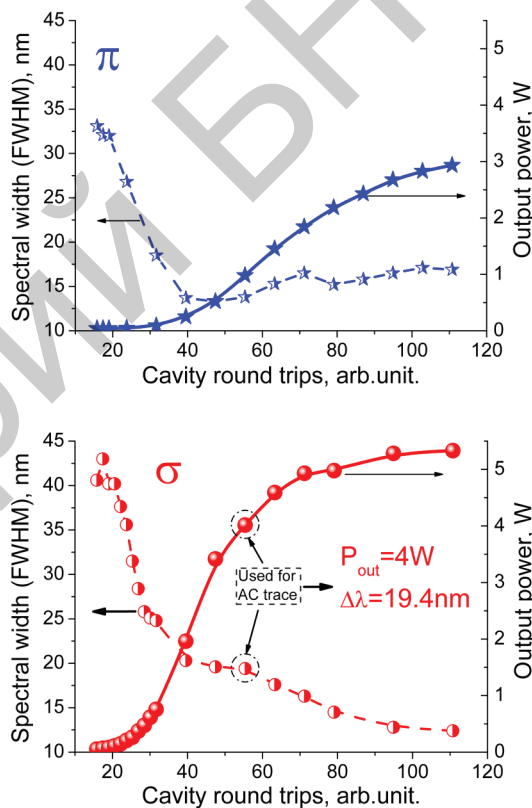 РИЙ БН
π
Spectral width (FWHM), nm
45
40
35
30
25
20
15
10
Output power, W
5
4
3
2
1
0
20 40 60 80 100 120
Cavity round trips, arb.unit.
σ
Spectral width (FWHM), nm
45
40
35
30
25
20
15
10
Used for
AC trace
P_out=4W
Δλ=19.4nm
Output power, W
5
4
3
2
1
0
20 40 60 80 100 120
Cavity round trips, arb.unit.